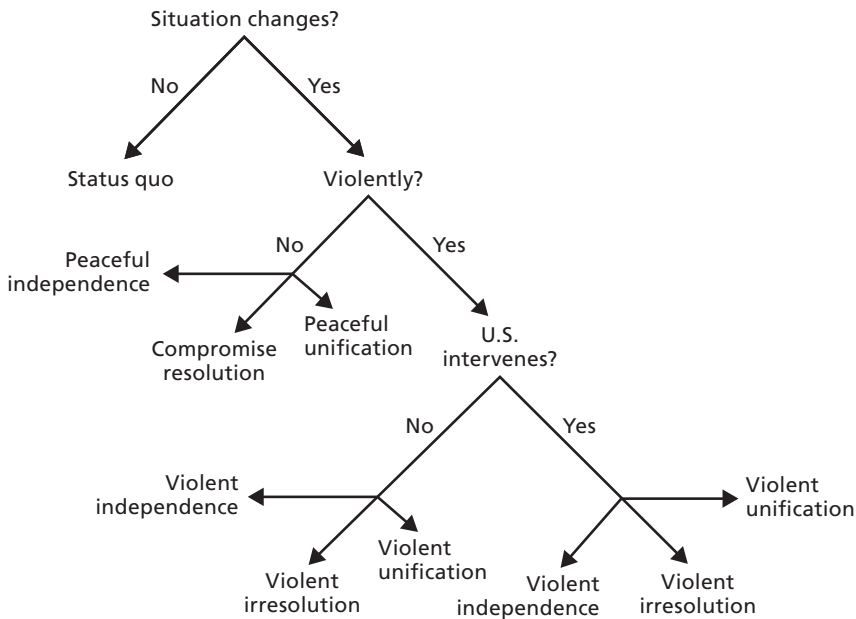 Situation changes?
No
Yes
Status quo
Violently?
No
Yes
Peaceful
independence
Compromise
resolution
Peaceful
unification
U.S.
intervenes?
No
Yes
Violent
independence
Violent
irresolution
Violent
unification
Violent
independence
Violent
irresolution
Violent
unification